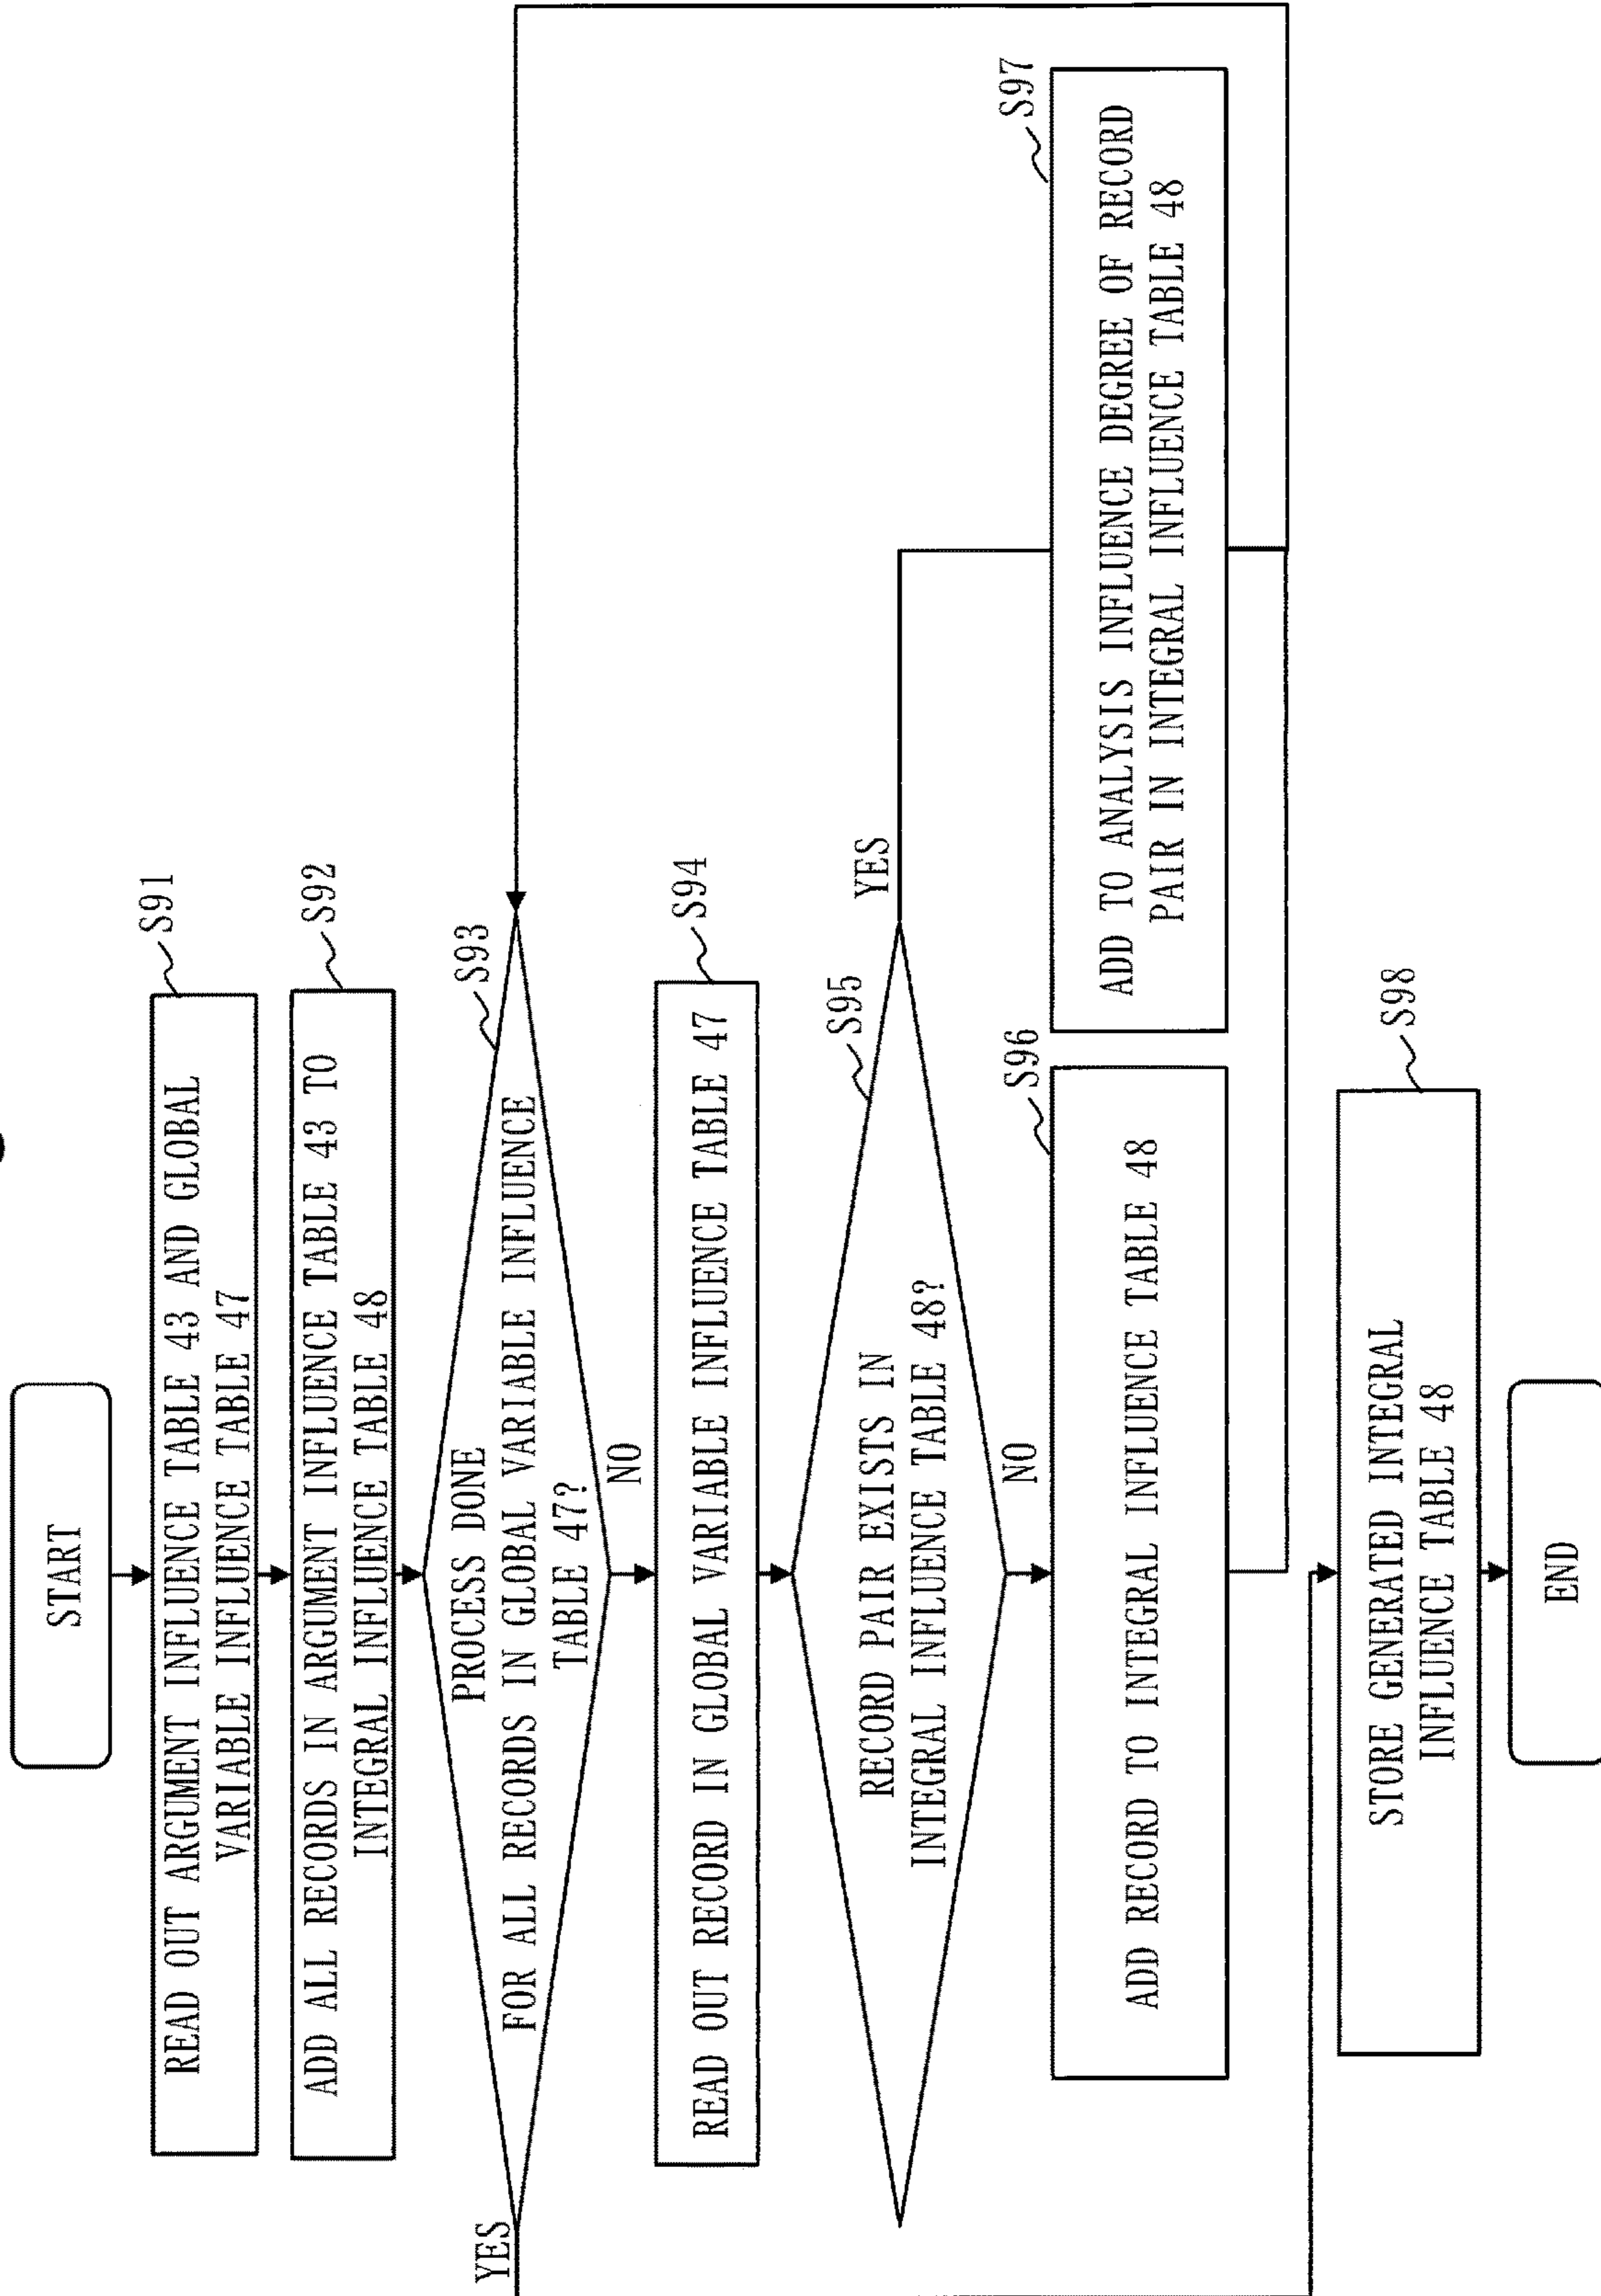 START
S91
READ OUT ARGUMENT INFLUENCE TABLE 43 AND GLOBAL
VARIABLE INFLUENCE TABLE 47
S92
ADD ALL RECORDS IN ARGUMENT INFLUENCE TABLE 43 TO
INTEGRAL INFLUENCE TABLE 48
S93
PROCESS DONE
FOR ALL RECORDS IN GLOBAL VARIABLE INFLUENCE
TABLE 47?
YES
NO
S94
READ OUT RECORD IN GLOBAL VARIABLE INFLUENCE TABLE 47
S95
RECORD PAIR EXISTS IN
INTEGRAL INFLUENCE TABLE 48?
YES
NO
S96
ADD RECORD TO INTEGRAL INFLUENCE TABLE 48
S97
ADD TO ANALYSIS INFLUENCE DEGREE OF RECORD
PAIR IN INTEGRAL INFLUENCE TABLE 48
S98
STORE GENERATED INTEGRAL
INFLUENCE TABLE 48
END